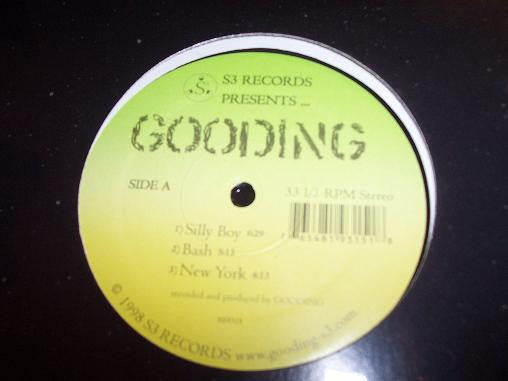 S
S3 RECORDS
PRESENTS ...
GOODING
SIDE A
33 1/3 RPM Stereo
1) Silly Boy 6:29
2) Bash 5:13
3) New York 4:13
recorded and produced by GOODING
© 1998 S3 RECORDS www.gooding-s3.com